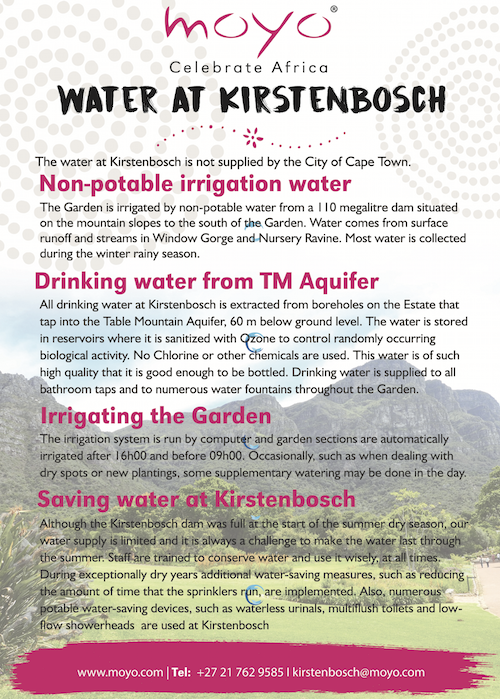 moyo®
Celebrate Africa
WATER AT KIRSTENBOSCH
The water at Kirstenbosch is not supplied by the City of Cape Town.
Non-potable irrigation water
The Garden is irrigated by non-potable water from a 110 megalitre dam situated
on the mountain slopes to the south of the Garden. Water comes from surface
runoff and streams in Window Gorge and Nursery Ravine. Most water is collected
during the winter rainy season.
Drinking water from TM Aquifer
All drinking water at Kirstenbosch is extracted from boreholes on the Estate that
tap into the Table Mountain Aquifer, 60 m below ground level. The water is stored
in reservoirs where it is sanitized with Ozone to control randomly occurring
biological activity. No Chlorine or other chemicals are used. This water is of such
high quality that it is good enough to be bottled. Drinking water is supplied to all
bathroom taps and to numerous water fountains throughout the Garden.
Irrigating the Garden
The irrigation system is run by computer and garden sections are automatically
irrigated after 16h00 and before 09h00. Occasionally, such as when dealing with
dry spots or new plantings, some supplementary watering may be done in the day.
Saving water at Kirstenbosch
Although the Kirstenbosch dam was full at the start of the summer dry season, our
water supply is limited and it is always a challenge to make the water last through
the summer. Staff are trained to conserve water and use it wisely, at all times.
During exceptionally dry years additional water-saving measures, such as reducing
the amount of time that the sprinklers run, are implemented. Also, numerous
potable water-saving devices, such as waterless urinals, multiflush toilets and low-
flow showerheads are used at Kirstenbosch
www.moyo.com | Tel: +27 21 762 9585 I kirstenbosch@moyo.com